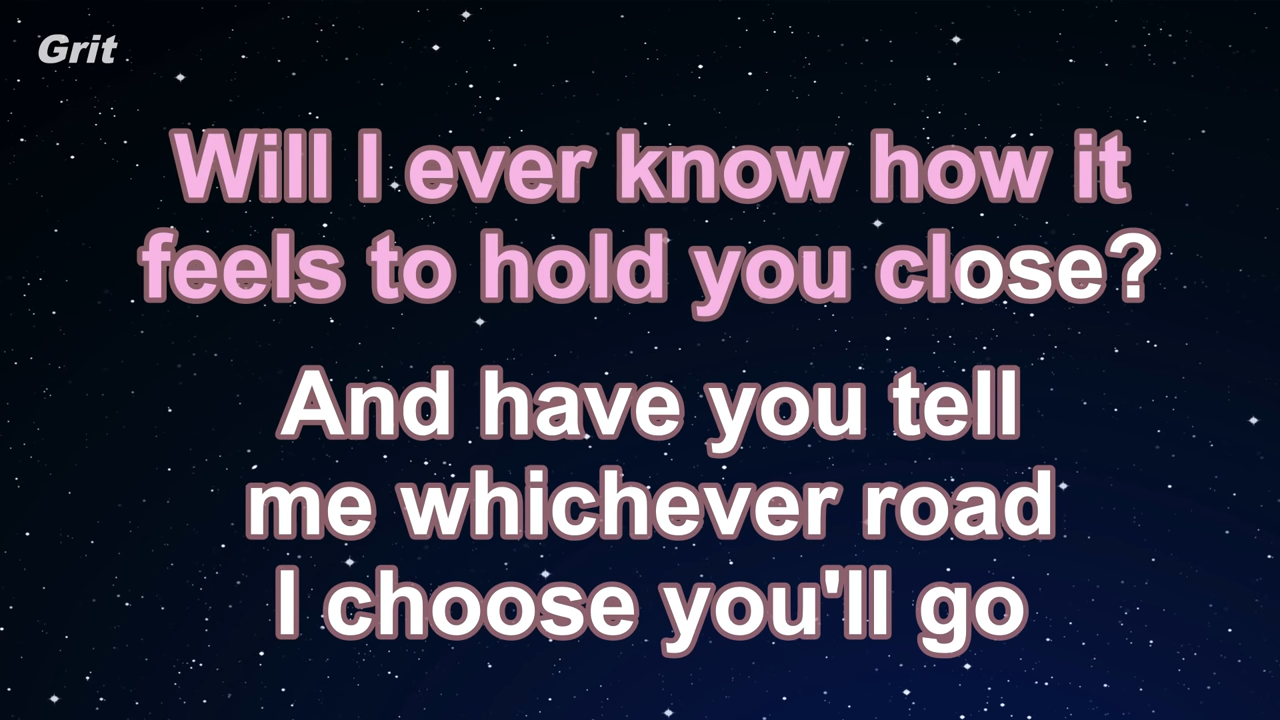 Grit
Will I ever know how it
feels to hold you close?
And have you tell
me whichever road
I choose you'll go